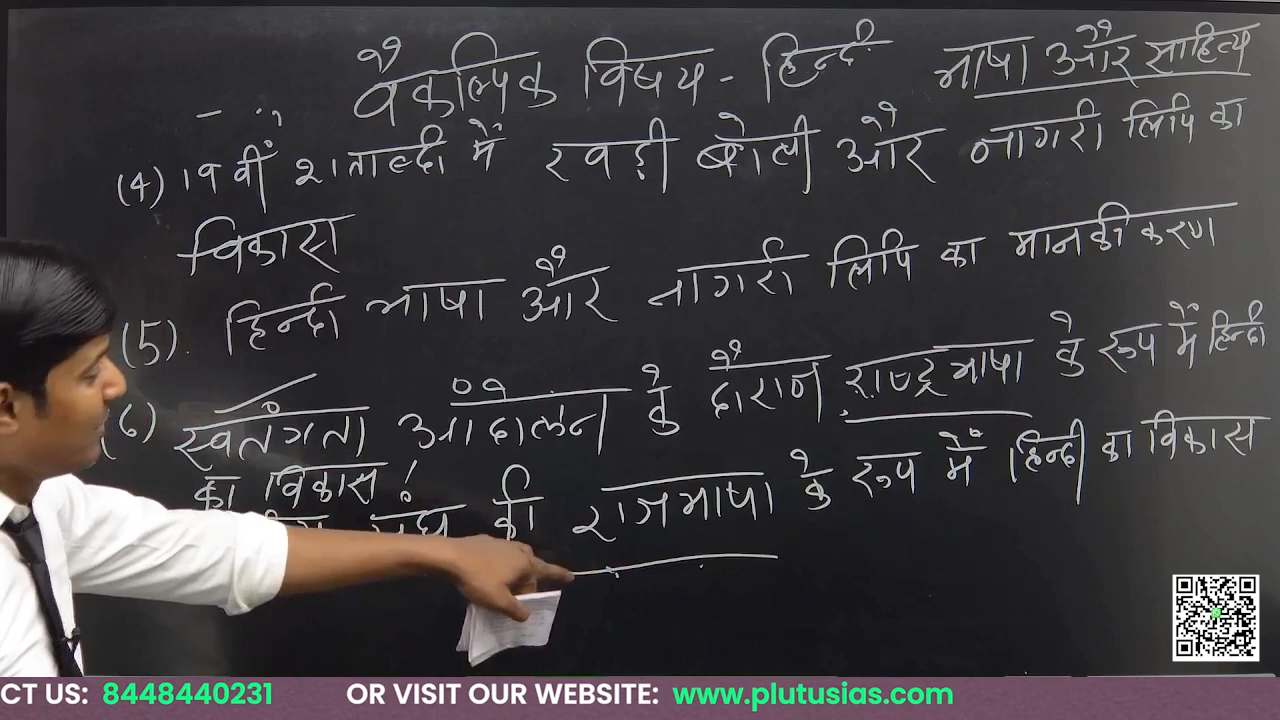 वैकल्पिक विषय - हिन्दी भाषा और साहित्य
(4) 19वीं शताब्दी में खड़ी बोली और नागरी लिपि का
विकास
(5). हिन्दी भाषा और नागरी लिपि का मानकीकरण
(6) स्वतंत्रता आंदोलन के दौरान राष्ट्रभाषा के रूप में हिन्दी
का विकास!
संघ की राजभाषा के रूप में हिन्दी का विकास
CT US: 8448440231 OR VISIT OUR WEBSITE: www.plutusias.com